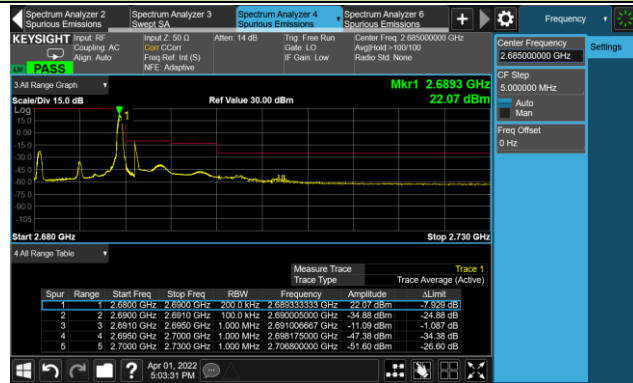 Spectrum Analyzer 2
Spurious Emissions
Spectrum Analyzer 3
Swept SA
Spectrum Analyzer 4
Spurious Emissions
Spectrum Analyzer 6
Spurious Emissions
+
Frequency
KEYSIGHT
Input: RF
Coupling: AC
Align: Auto
Input Z: 50 Ω
Corr CCorr
Freq Ref: Int (S)
NFE: Adaptive
Atten: 14 dB
Trig: Free Run
Gate: LO
IF Gain: Low
Center Freq: 2.685000000 GHz
Avg|Hold:>100/100
Radio Std: None
PASS
Center Frequency
2.685000000 GHz
Settings
CF Step
5.000000 MHz
Auto
Man
Freq Offset
0 Hz
3 All Range Graph
Mkr1 2.6893 GHz
Scale/Div 15.0 dB
Ref Value 30.00 dBm
22.07 dBm
Log
1
15.0
0.00
-15.0
-30.0
-45.0
-60.0
-75.0
-90.0
-105
Start 2.680 GHz
Stop 2.730 GHz
4 All Range Table
Measure Trace Trace 1
Trace Type Trace Average (Active)
Spur Range Start Freq Stop Freq RBW Frequency Amplitude ΔLimit
1 1 2.6800 GHz 2.6900 GHz 200.0 kHz 2.689333333 GHz 22.07 dBm -7.929 dB
2 2 2.6900 GHz 2.6910 GHz 100.0 kHz 2.690005000 GHz -34.88 dBm -24.88 dB
3 3 2.6910 GHz 2.6950 GHz 1.000 MHz 2.691006667 GHz -11.09 dBm -1.087 dB
4 4 2.6950 GHz 2.7000 GHz 1.000 MHz 2.698175000 GHz -47.38 dBm -34.38 dB
5 5 2.7000 GHz 2.7300 GHz 1.000 MHz 2.706800000 GHz -51.60 dBm -26.60 dB
?
Apr 01, 2022
5:03:31 PM